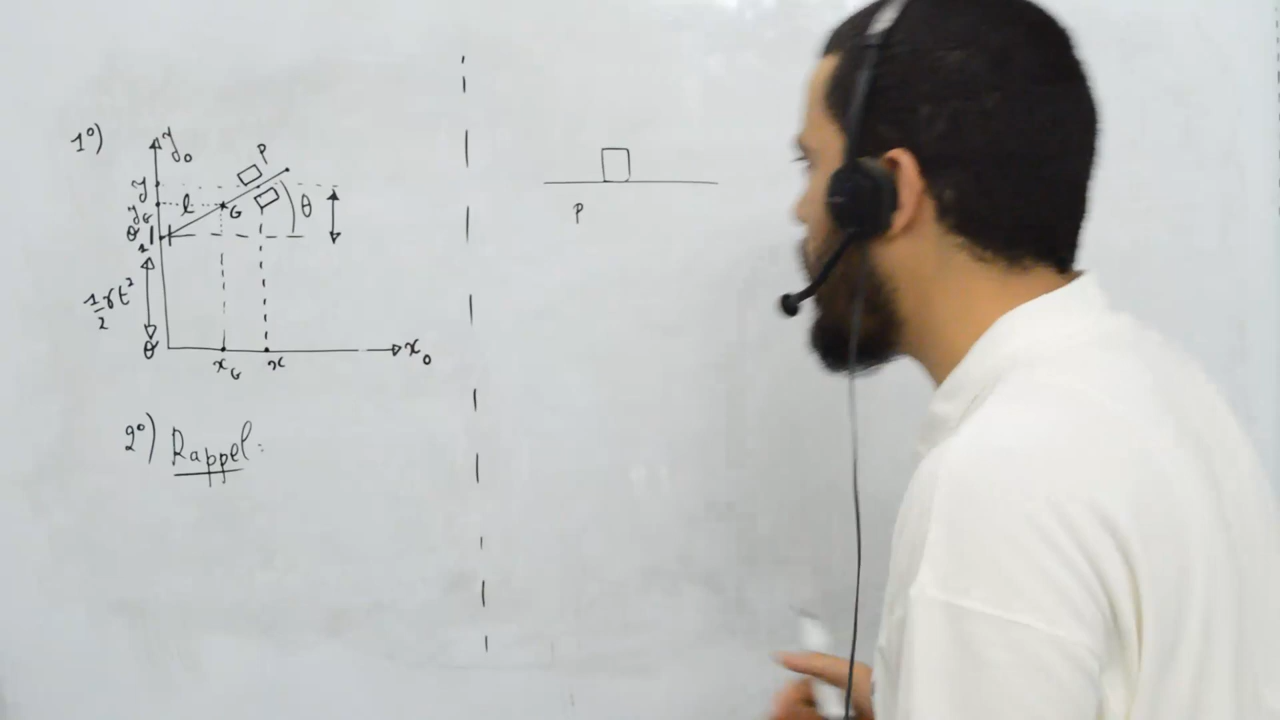 1°)
y₀
P
y
y_G
l
G
θ
O₁
½γt²
O
x_G
x
x₀
2°) Rappel:
P